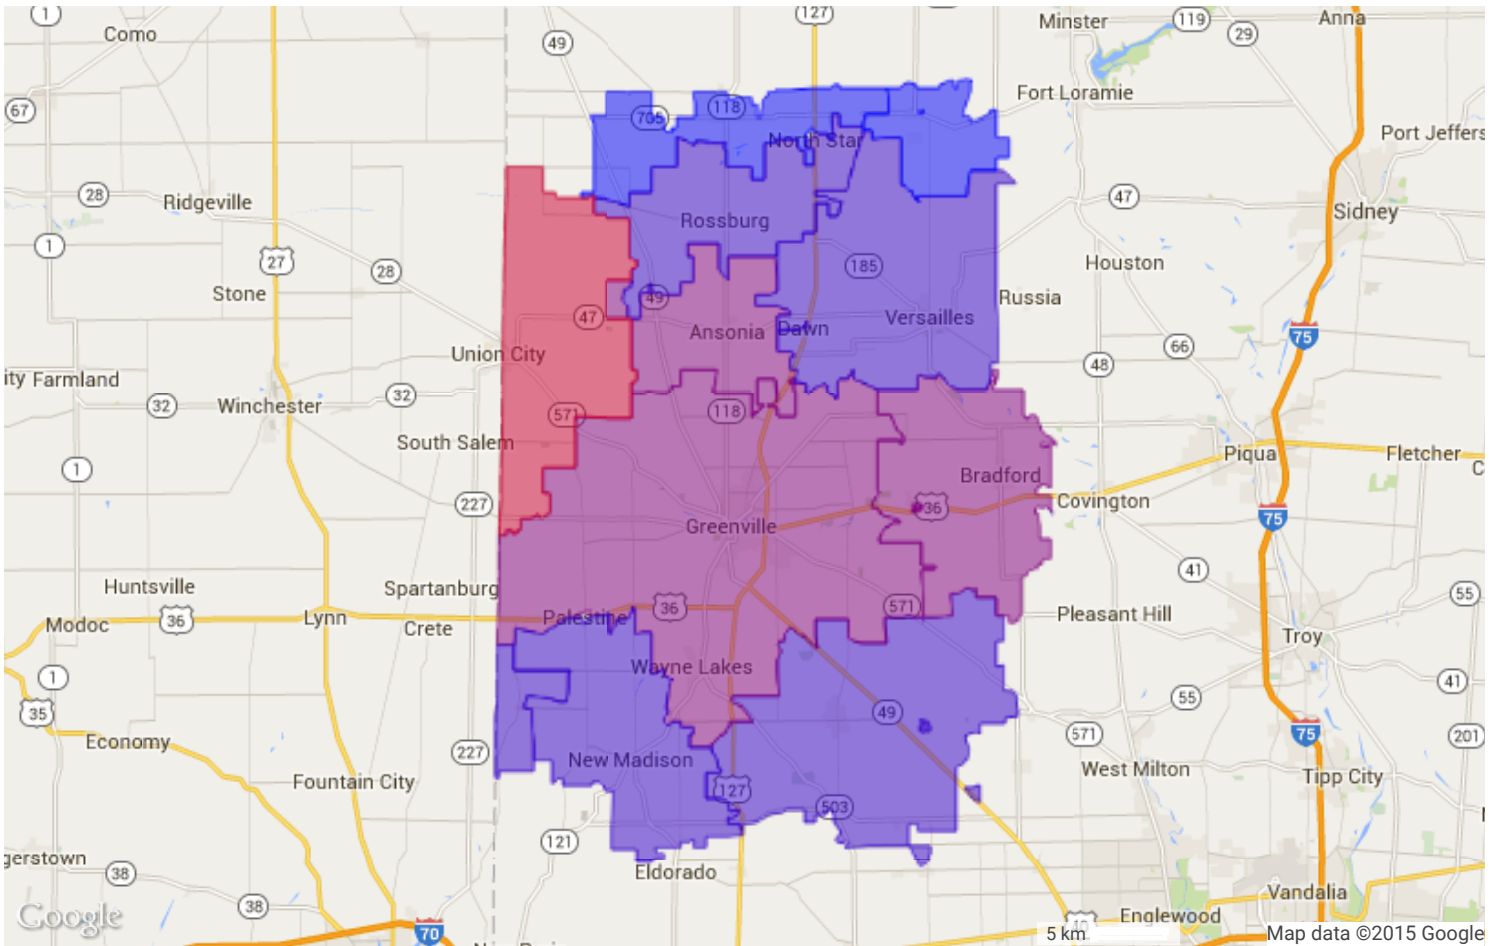 1
127
119
Anna
Como
Minster
29
49
67
Fort Loramie
705
118
Port Jeffers
North Star
28
Ridgeville
47
Sidney
Rossburg
1
27
28
Houston
185
Stone
49
Russia
47
Versailles
Ansonia
Dawn
75
Union City
66
48
ity Farmland
32
32
Winchester
571
118
South Salem
Piqua
Fletcher
C
1
Bradford
227
Covington
36
75
Greenville
41
Huntsville
Spartanburg
55
36
571
Pleasant Hill
Modoc
36
Lynn
Palestine
Crete
Troy
Wayne Lakes
1
41
55
35
49
571
75
201
Economy
227
New Madison
West Milton
Tipp City
Fountain City
127
503
121
gerstown
38
Eldorado
Vandalia
38
Google
Englewood
70
5 km
Map data ©2015 Google